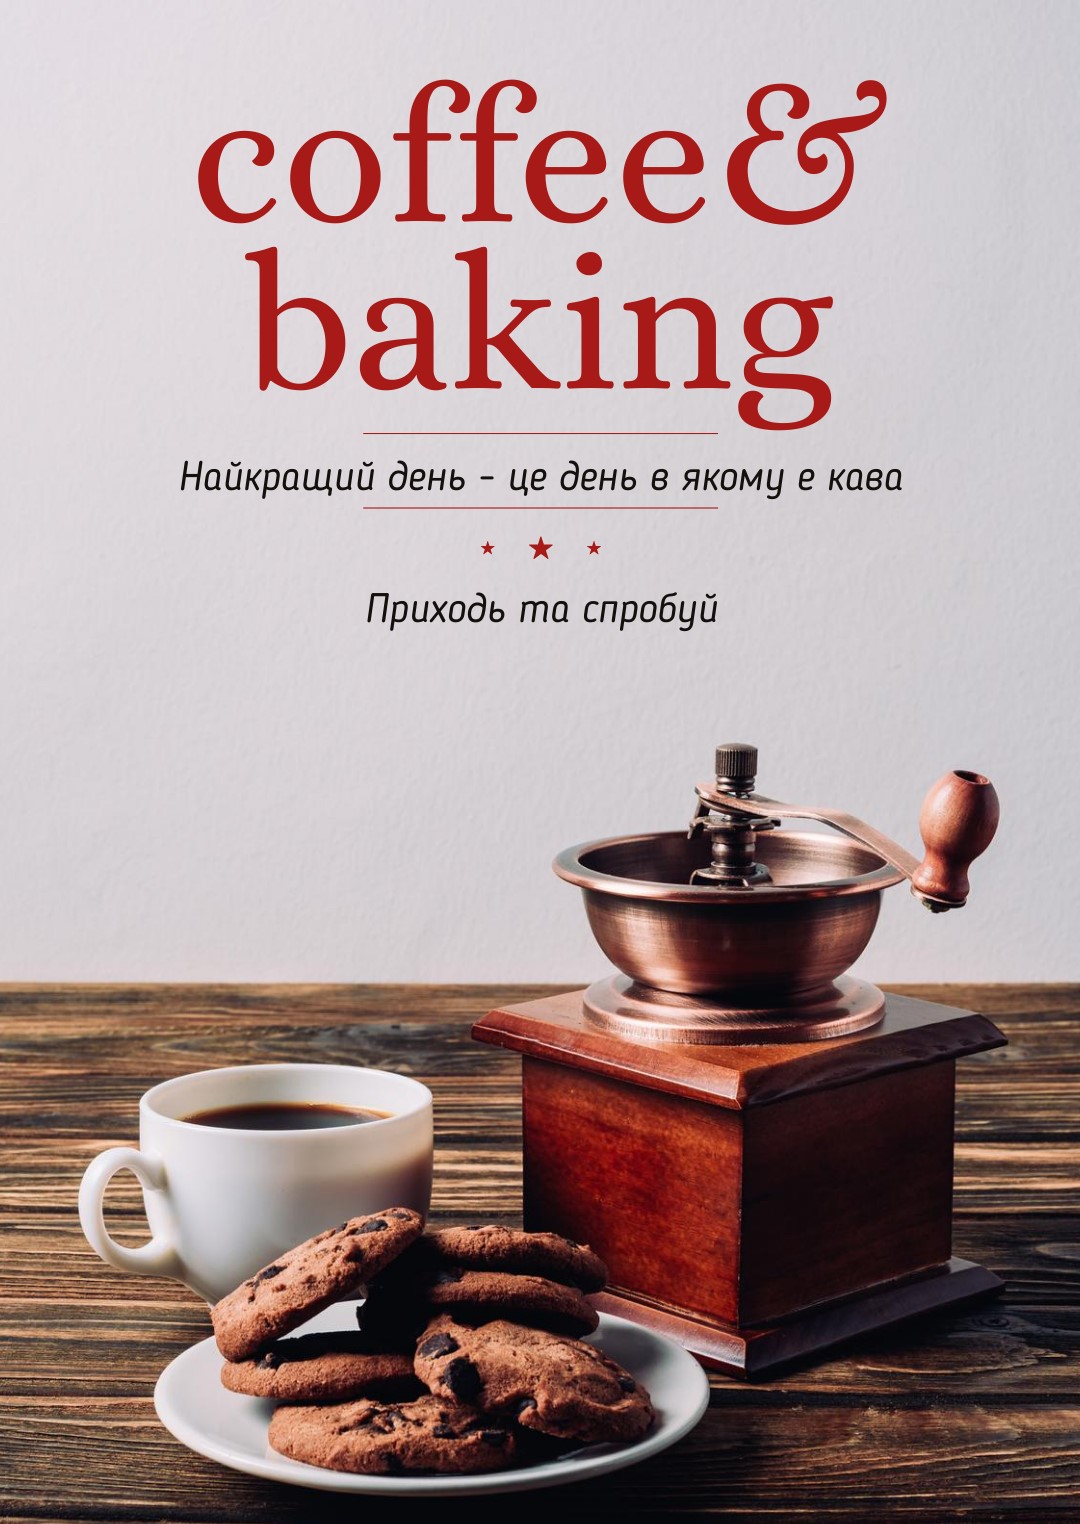 coffee&
baking
Найкращий день - це день в якому е кава
Приходь та спробуй